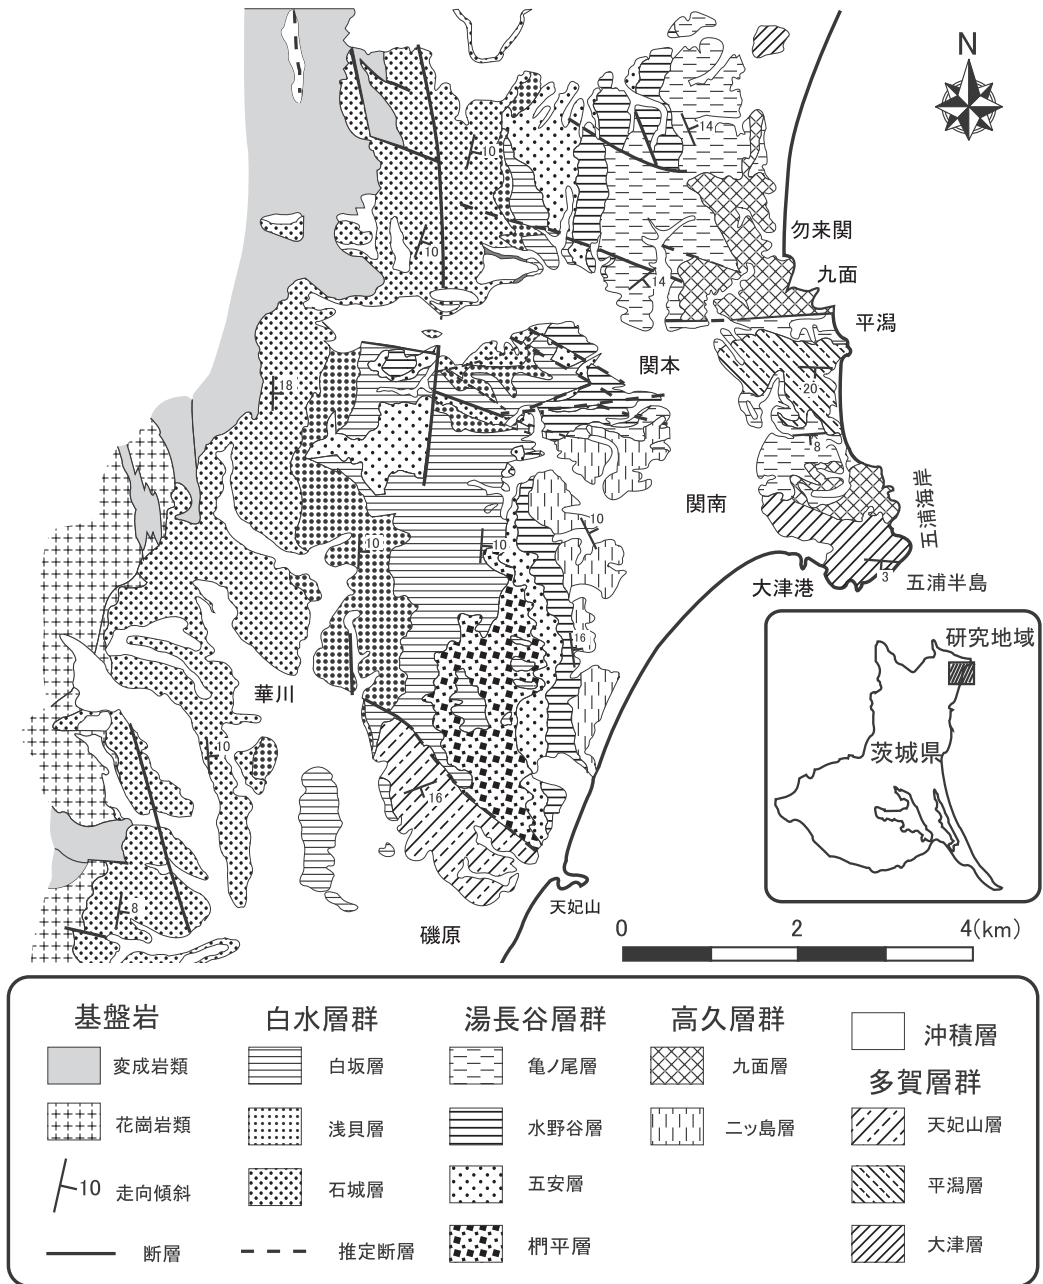 N
14
10
勿来関
10
九面
14
平潟
関本
18
20
8
関南
五浦海岸
10
10
10
3
大津港
五浦半島
16
研究地域
華川
10
茨城県
16
8
天妃山
磯原
0 2 4(km)
基盤岩
変成岩類
花崗岩類
10 走向傾斜
断層
白水層群
白坂層
浅貝層
石城層
推定断層
湯長谷層群
亀ノ尾層
水野谷層
五安層
椚平層
高久層群
九面層
ニッ島層
沖積層
多賀層群
天妃山層
平潟層
大津層